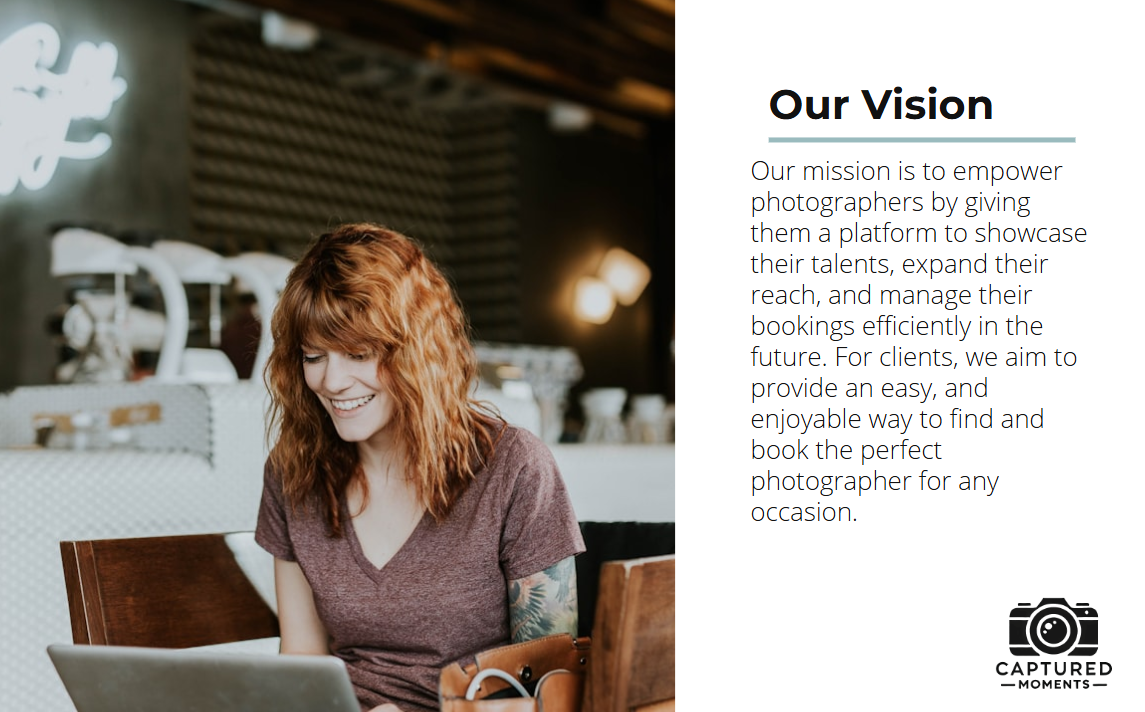 Our Vision
Our mission is to empower
photographers by giving
them a platform to showcase
their talents, expand their
reach, and manage their
bookings efficiently in the
future. For clients, we aim to
provide an easy, and
enjoyable way to find and
book the perfect
photographer for any
occasion.
CAPTURED
MOMENTS